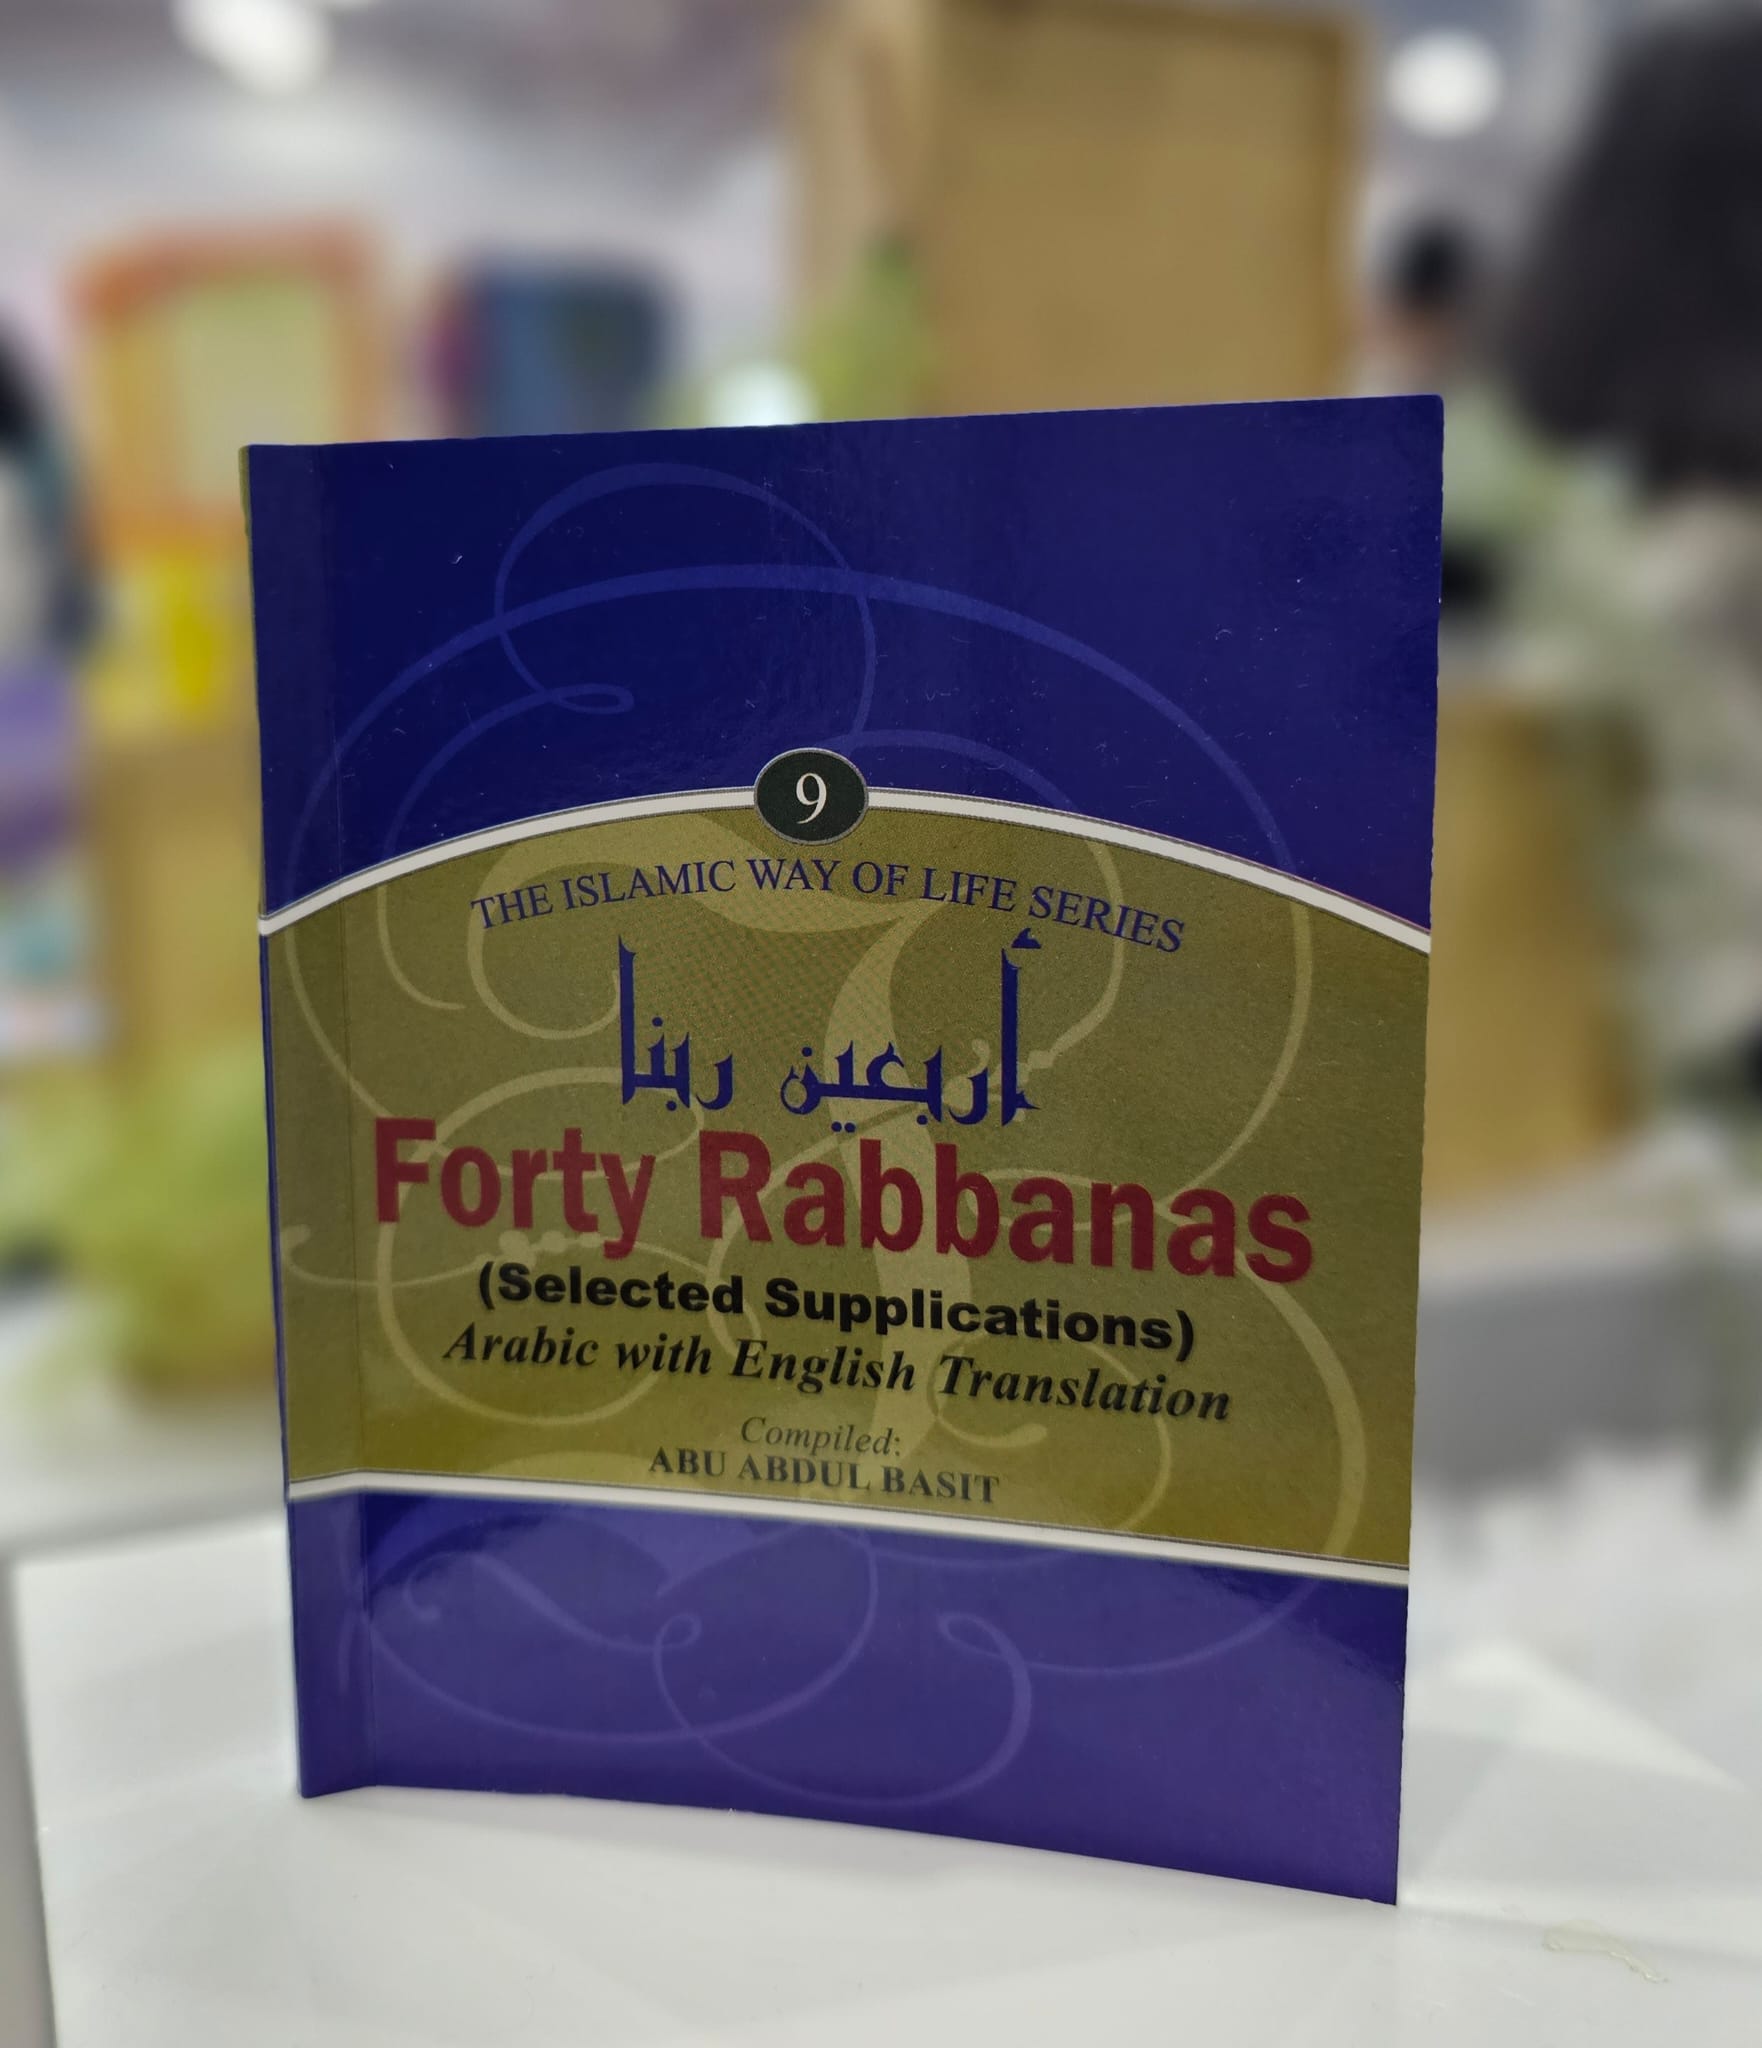 9
THE ISLAMIC WAY OF LIFE SERIES
أربعين ربنا
Forty Rabbanas
(Selected Supplications)
Arabic with English Translation
Compiled:
ABU ABDUL BASIT